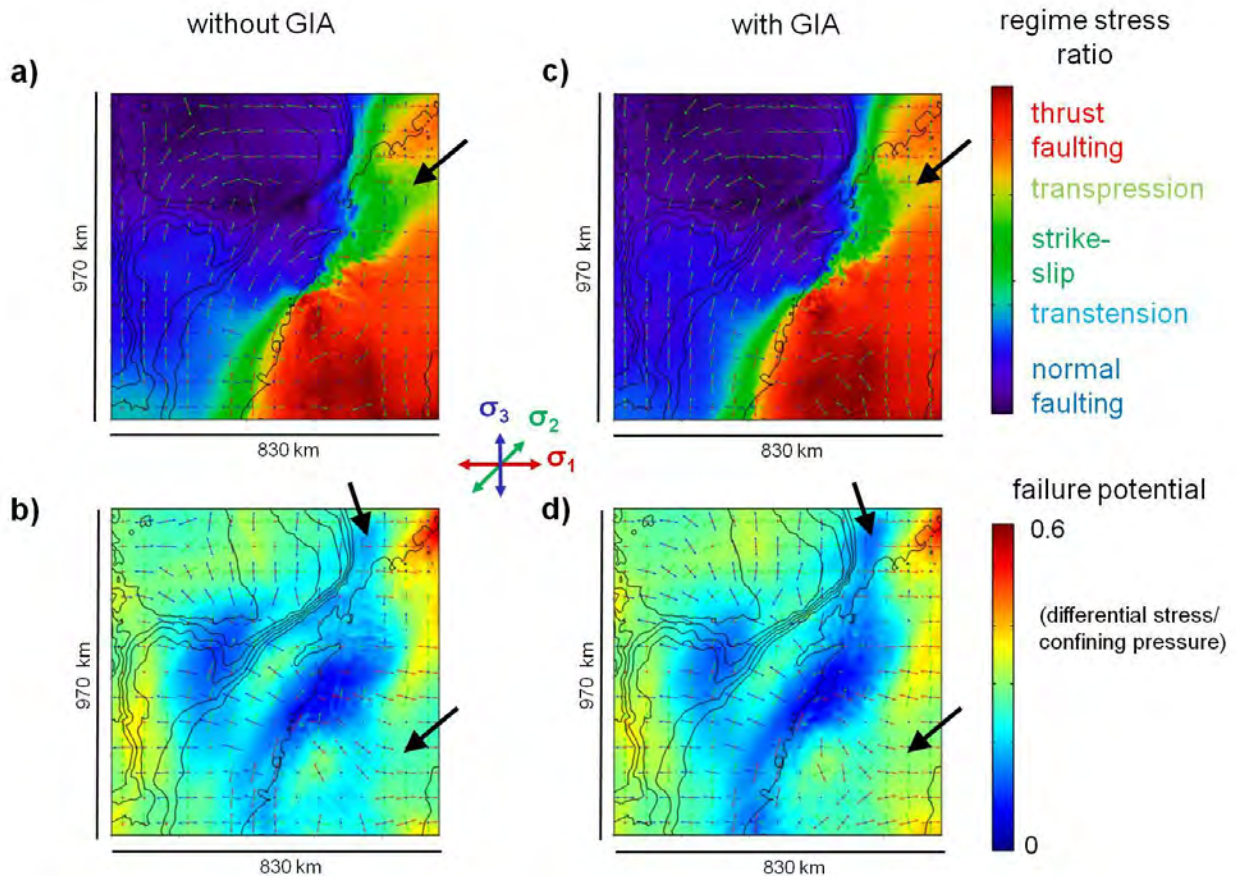 without GIA
with GIA
regime stress
ratio
a)
c)
970 km
830 km
970 km
830 km
thrust
faulting
transpression
strike-
slip
transtension
normal
faulting
σ3
σ2
σ1
b)
d)
970 km
830 km
970 km
830 km
failure potential
0.6
(differential stress/
confining pressure)
0